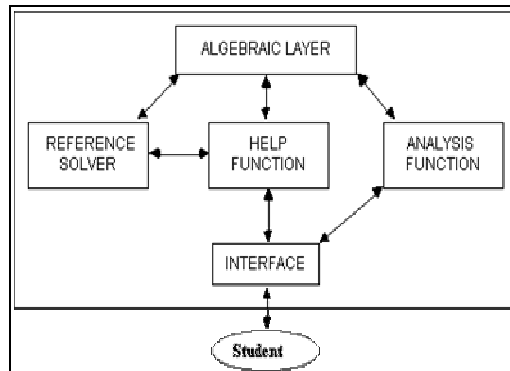 ALGEBRAIC LAYER
REFERENCE
SOLVER
HELP
FUNCTION
ANALYSIS
FUNCTION
INTERFACE
Student